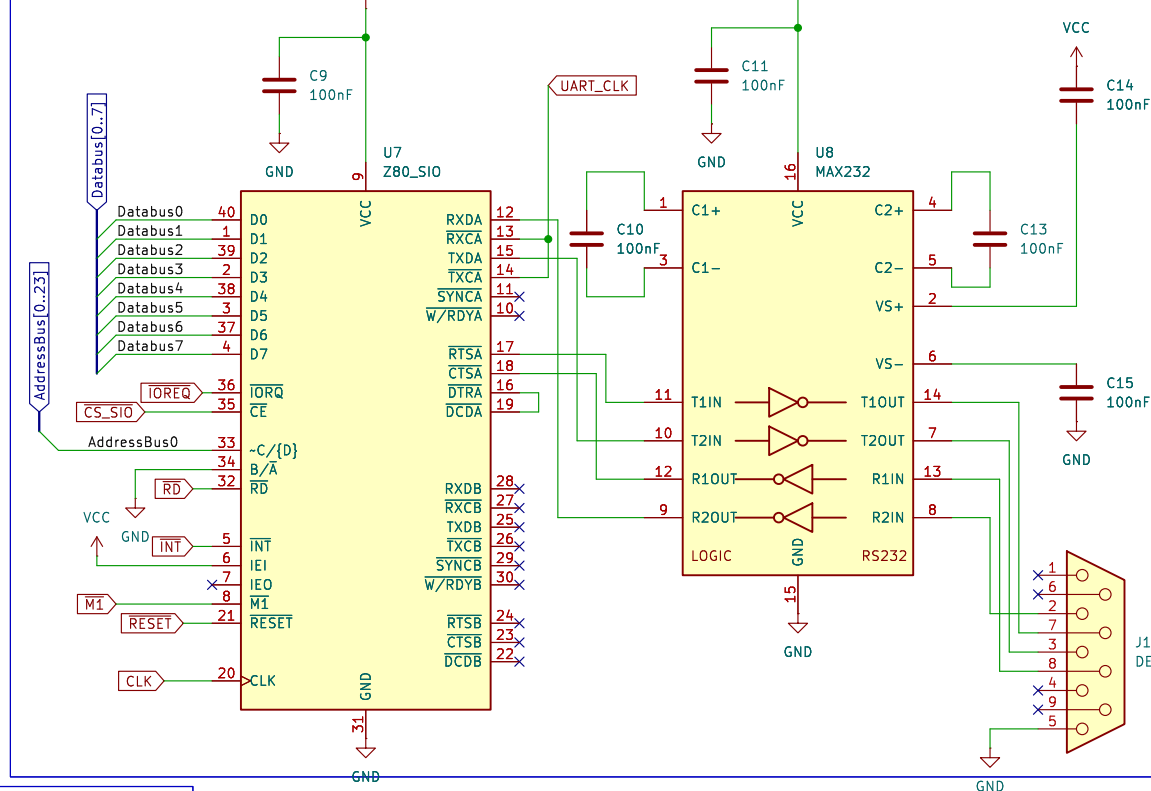 VCC
C9
100nF
GND
C11
100nF
GND
C14
100nF
UART_CLK
Databus[0..7]
AddressBus[0..23]
U7
Z80_SIO
9
VCC
Databus0
40
D0
Databus1
1
D1
Databus2
39
D2
Databus3
2
D3
Databus4
38
D4
Databus5
3
D5
Databus6
37
D6
Databus7
4
D7
IOREQ
36
IORQ
CS_SIO
35
CE
AddressBus0
33
~C/{D}
34
B/A
RD
32
RD
GND
VCC
INT
5
INT
6
IEI
7
IEO
M1
8
M1
RESET
21
RESET
CLK
20
CLK
GND
31
GND
RXDA
12
RXCA
13
TXDA
15
TXCA
14
SYNCA
11
W/RDYA
10
RTSA
17
CTSA
18
DTRA
16
DCDA
19
RXDB
28
RXCB
27
TXDB
25
TXCB
26
SYNCB
29
W/RDYB
30
RTSB
24
CTSB
23
DCDB
22
C10
100nF
U8
MAX232
16
VCC
1
C1+
3
C1-
11
T1IN
10
T2IN
12
R1OUT
9
R2OUT
LOGIC
GND
RS232
15
GND
C2+
4
C2-
5
VS+
2
VS-
6
T1OUT
14
T2OUT
7
R1IN
13
R2IN
8
C13
100nF
C15
100nF
GND
1
6
2
7
3
8
4
9
5
J1
DE
GND